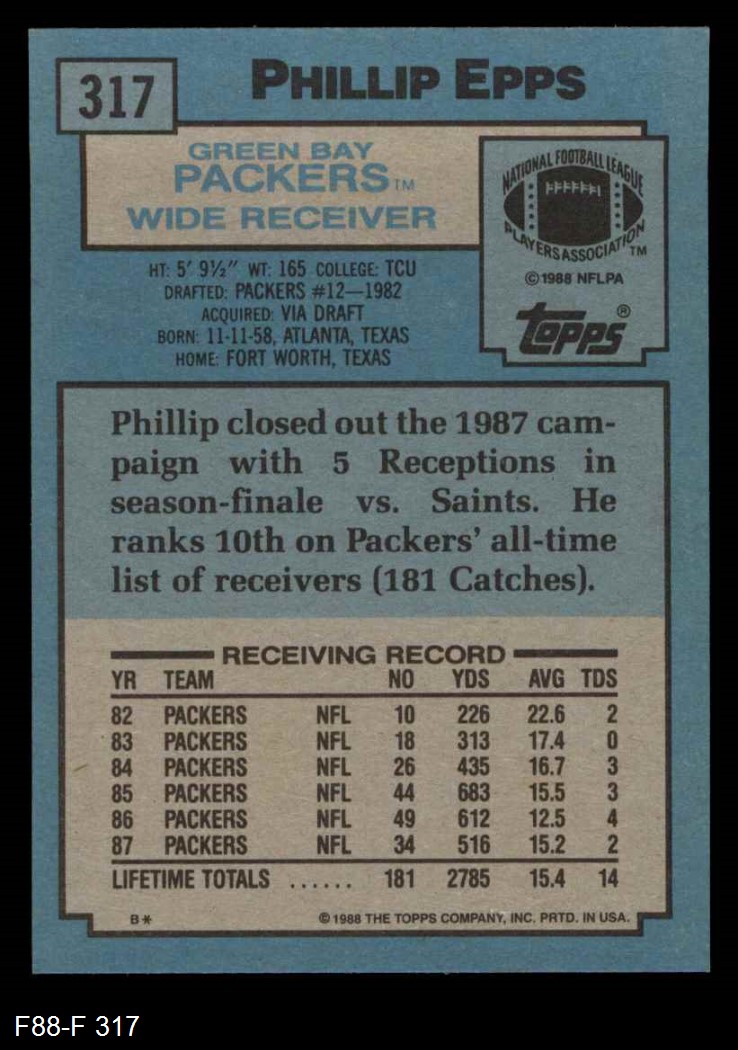 317
PHILLIP EPPS
GREEN BAY
PACKERS TM
WIDE RECEIVER
NATIONAL FOOTBALL LEAGUE
PLAYERS ASSOCIATION TM
© 1988 NFLPA
topps®
HT: 5' 9½" WT: 165 COLLEGE: TCU
DRAFTED: PACKERS #12—1982
ACQUIRED: VIA DRAFT
BORN: 11-11-58, ATLANTA, TEXAS
HOME: FORT WORTH, TEXAS
Phillip closed out the 1987 cam-
paign with 5 Receptions in
season-finale vs. Saints. He
ranks 10th on Packers' all-time
list of receivers (181 Catches).
RECEIVING RECORD
YR TEAM NO YDS AVG TDS
82 PACKERS NFL 10 226 22.6 2
83 PACKERS NFL 18 313 17.4 0
84 PACKERS NFL 26 435 16.7 3
85 PACKERS NFL 44 683 15.5 3
86 PACKERS NFL 49 612 12.5 4
87 PACKERS NFL 34 516 15.2 2
LIFETIME TOTALS ...... 181 2785 15.4 14
B* © 1988 THE TOPPS COMPANY, INC. PRTD. IN USA.
F88-F 317